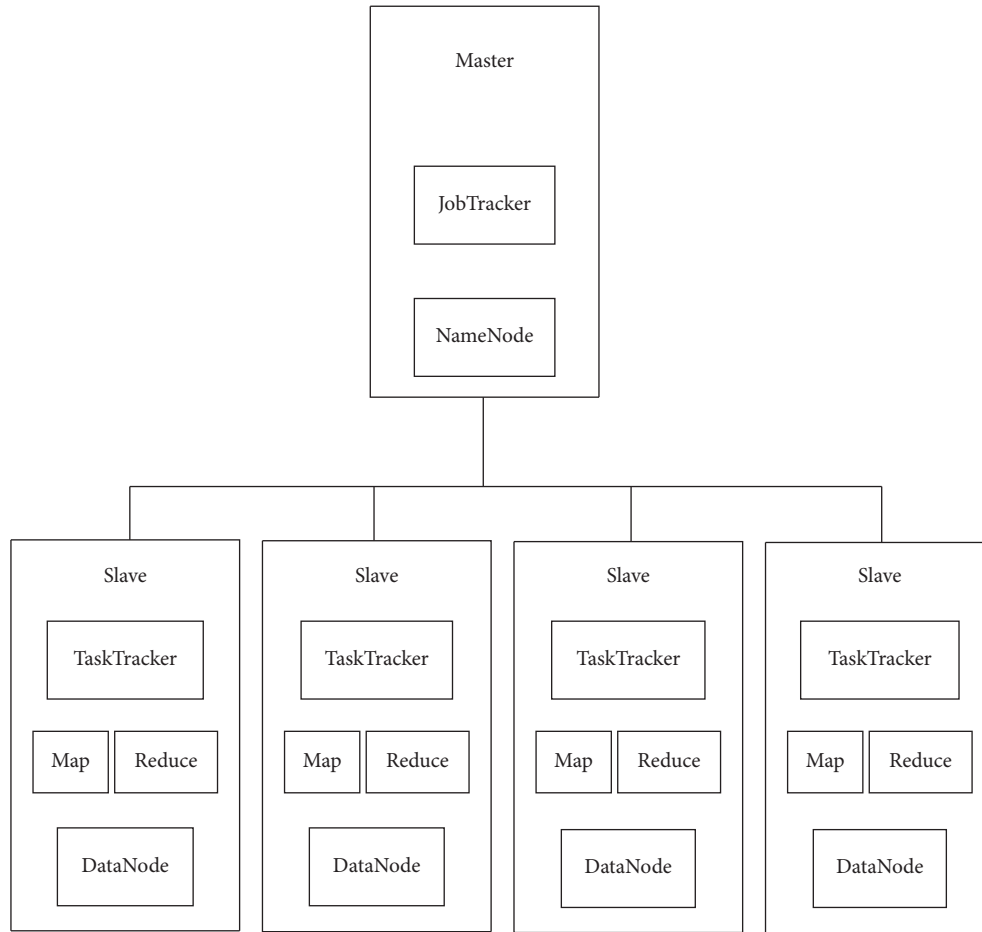 Master
JobTracker
NameNode
Slave
TaskTracker
Map
Reduce
DataNode
Slave
TaskTracker
Map
Reduce
DataNode
Slave
TaskTracker
Map
Reduce
DataNode
Slave
TaskTracker
Map
Reduce
DataNode